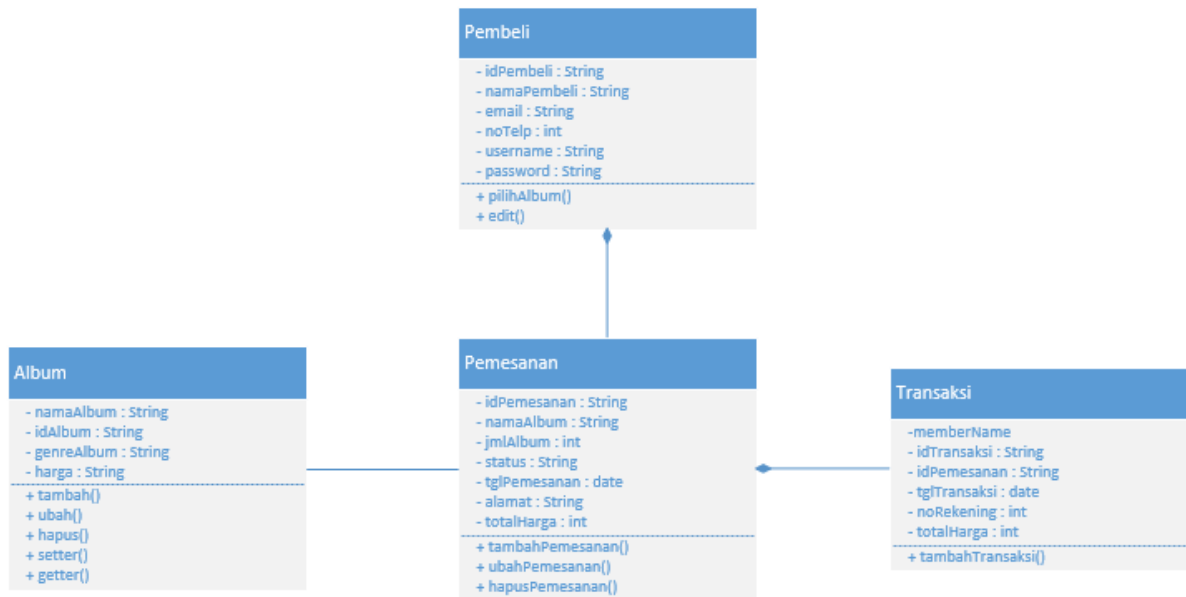 Pembeli
- idPembeli : String
- namaPembeli : String
- email : String
- noTelp : int
- username : String
- password : String
+ pilihAlbum()
+ edit()
Album
- namaAlbum : String
- idAlbum : String
- genreAlbum : String
- harga : String
+ tambah()
+ ubah()
+ hapus()
+ setter()
+ getter()
Pemesanan
- idPemesanan : String
- namaAlbum : String
- jmlAlbum : int
- status : String
- tglPemesanan : date
- alamat : String
- totalHarga : int
+ tambahPemesanan()
+ ubahPemesanan()
+ hapusPemesanan()
Transaksi
-memberName
- idTransaksi : String
- idPemesanan : String
- tglTransaksi : date
- noRekening : int
- totalHarga : int
+ tambahTransaksi()